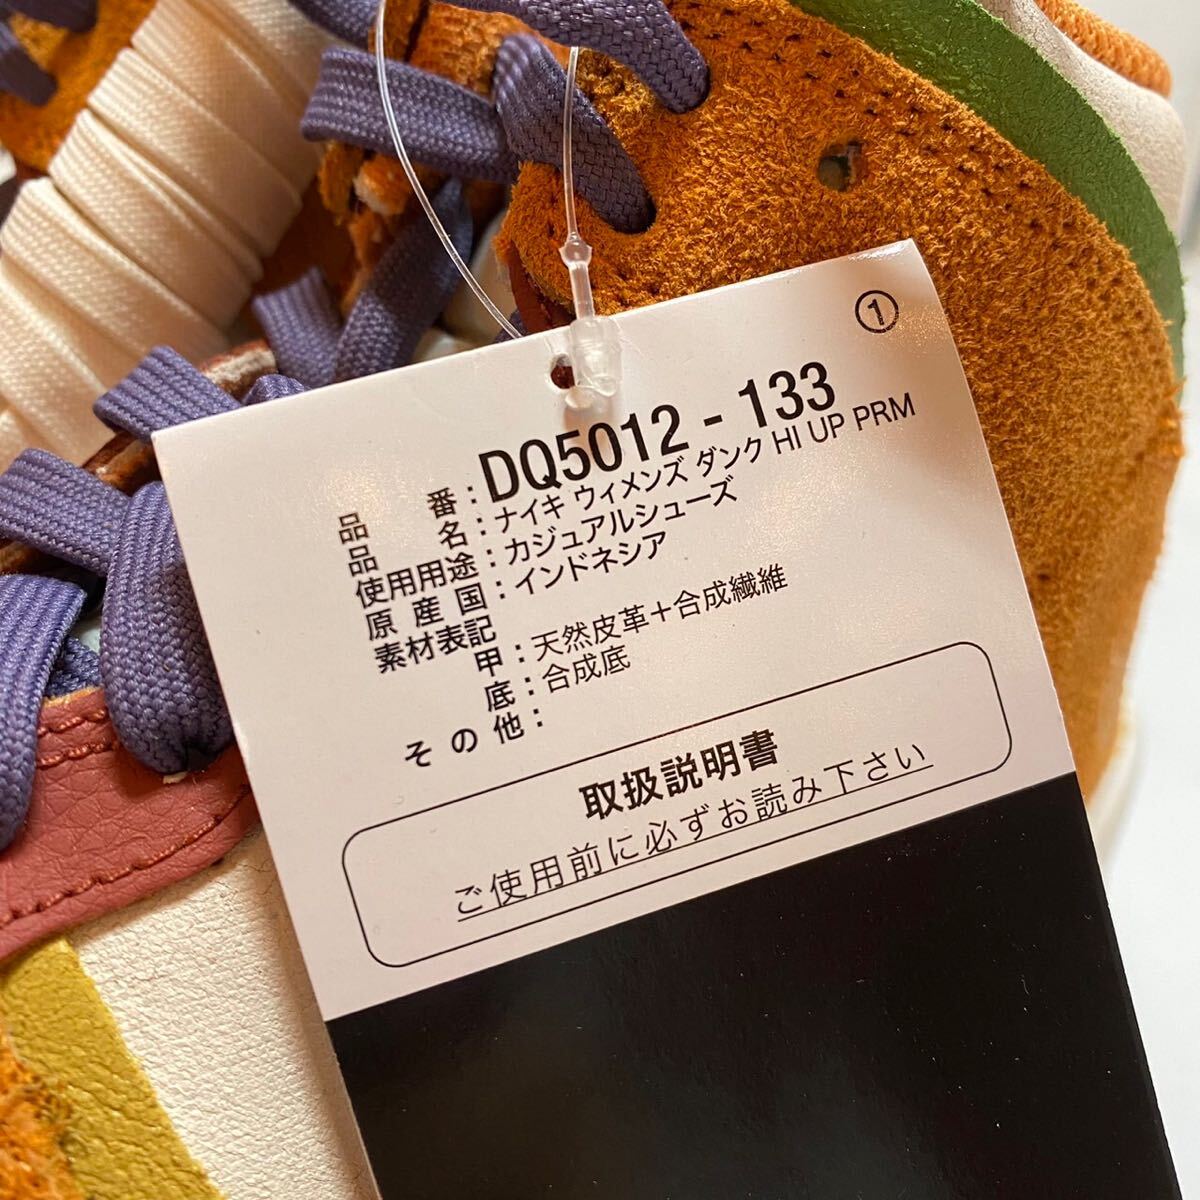 ①
品番：DQ5012 - 133
品名：ナイキ ウィメンズ ダンク HI UP PRM
使用用途：カジュアルシューズ
原産国：インドネシア
素材表記
甲：天然皮革＋合成繊維
底：合成底
その他：
取扱説明書
ご使用前に必ずお読み下さい